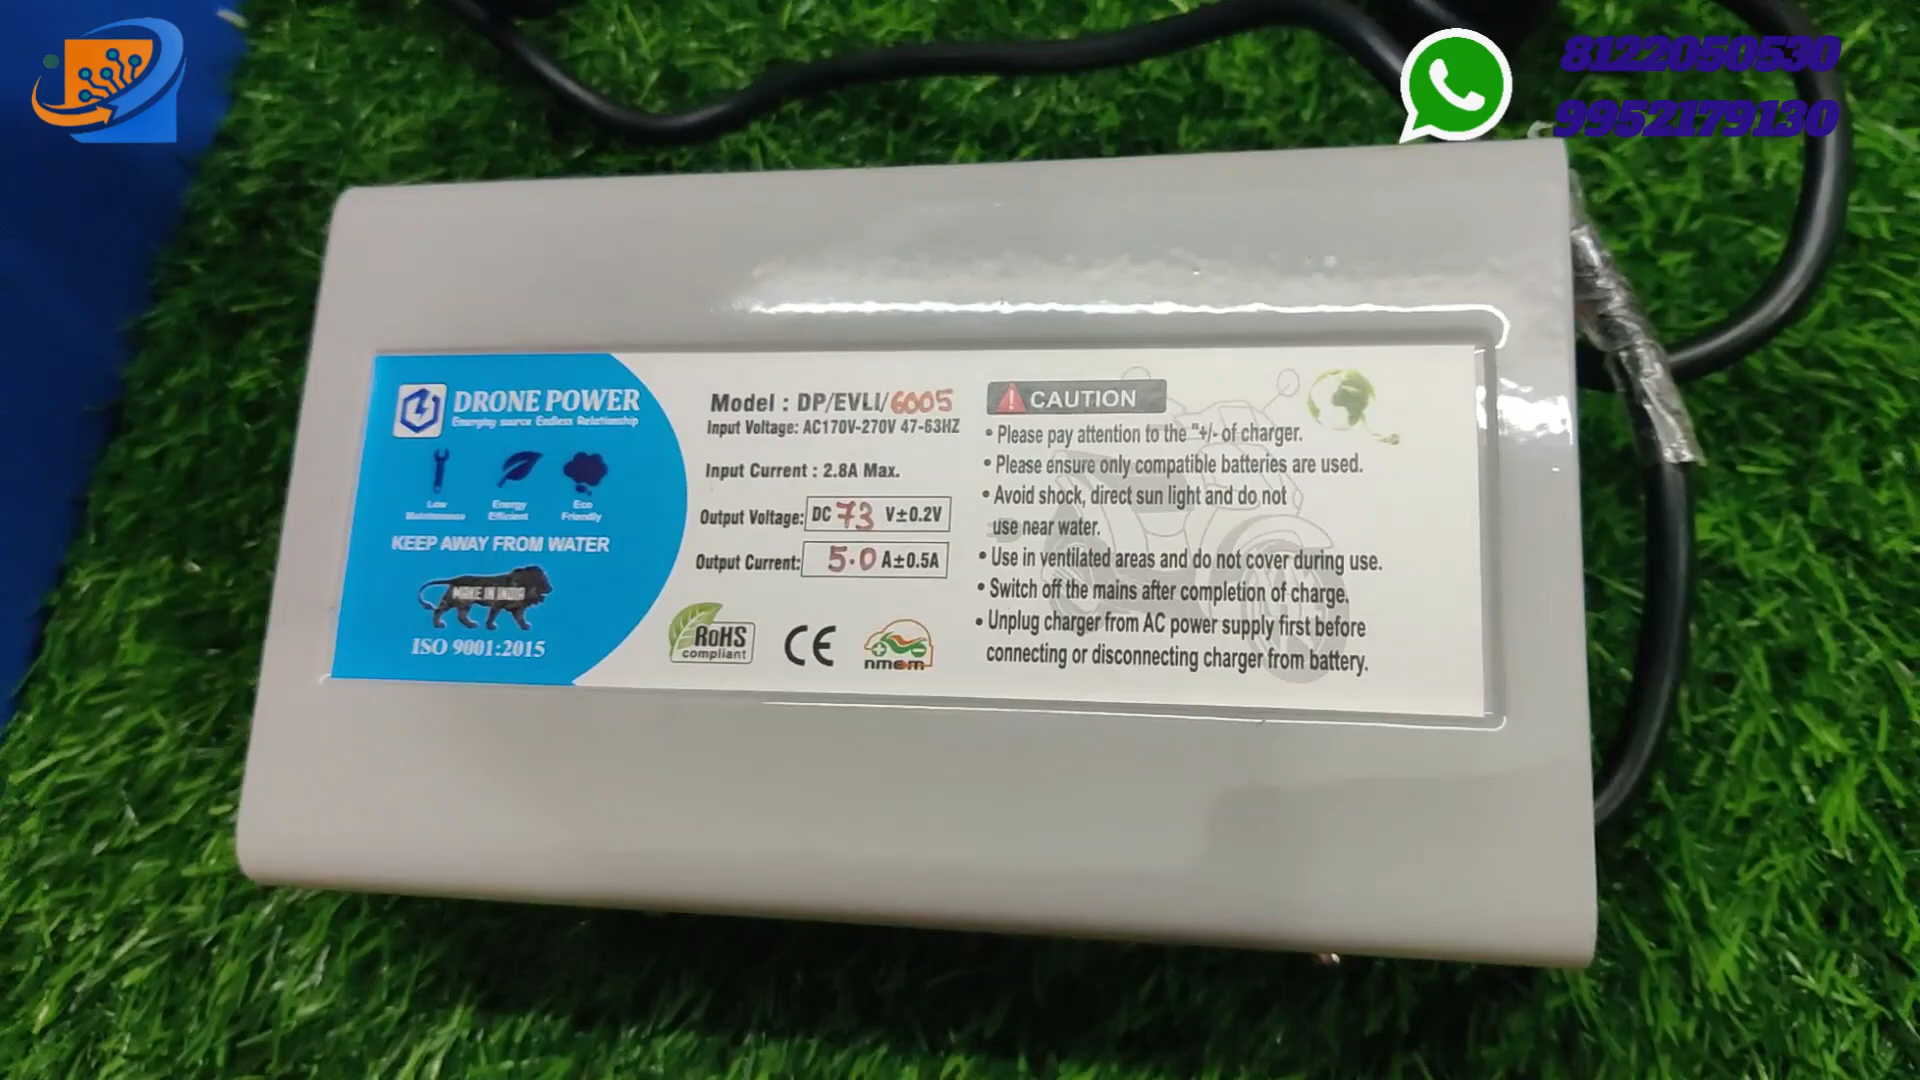 8122050530
9952179130
DRONE POWER
Emerging source Endless Relationship
Low Maintenance
Energy Efficient
Eco Friendly
KEEP AWAY FROM WATER
MAKE IN INDIA
ISO 9001:2015
Model : DP/EVLI/6005
Input Voltage: AC170V-270V 47-63HZ
Input Current : 2.8A Max.
Output Voltage: DC 73 V±0.2V
Output Current: 5.0 A±0.5A
RoHS
compliant
CE
nmem
CAUTION
• Please pay attention to the "+/- of charger.
• Please ensure only compatible batteries are used.
• Avoid shock, direct sun light and do not
use near water.
• Use in ventilated areas and do not cover during use.
• Switch off the mains after completion of charge.
• Unplug charger from AC power supply first before
connecting or disconnecting charger from battery.